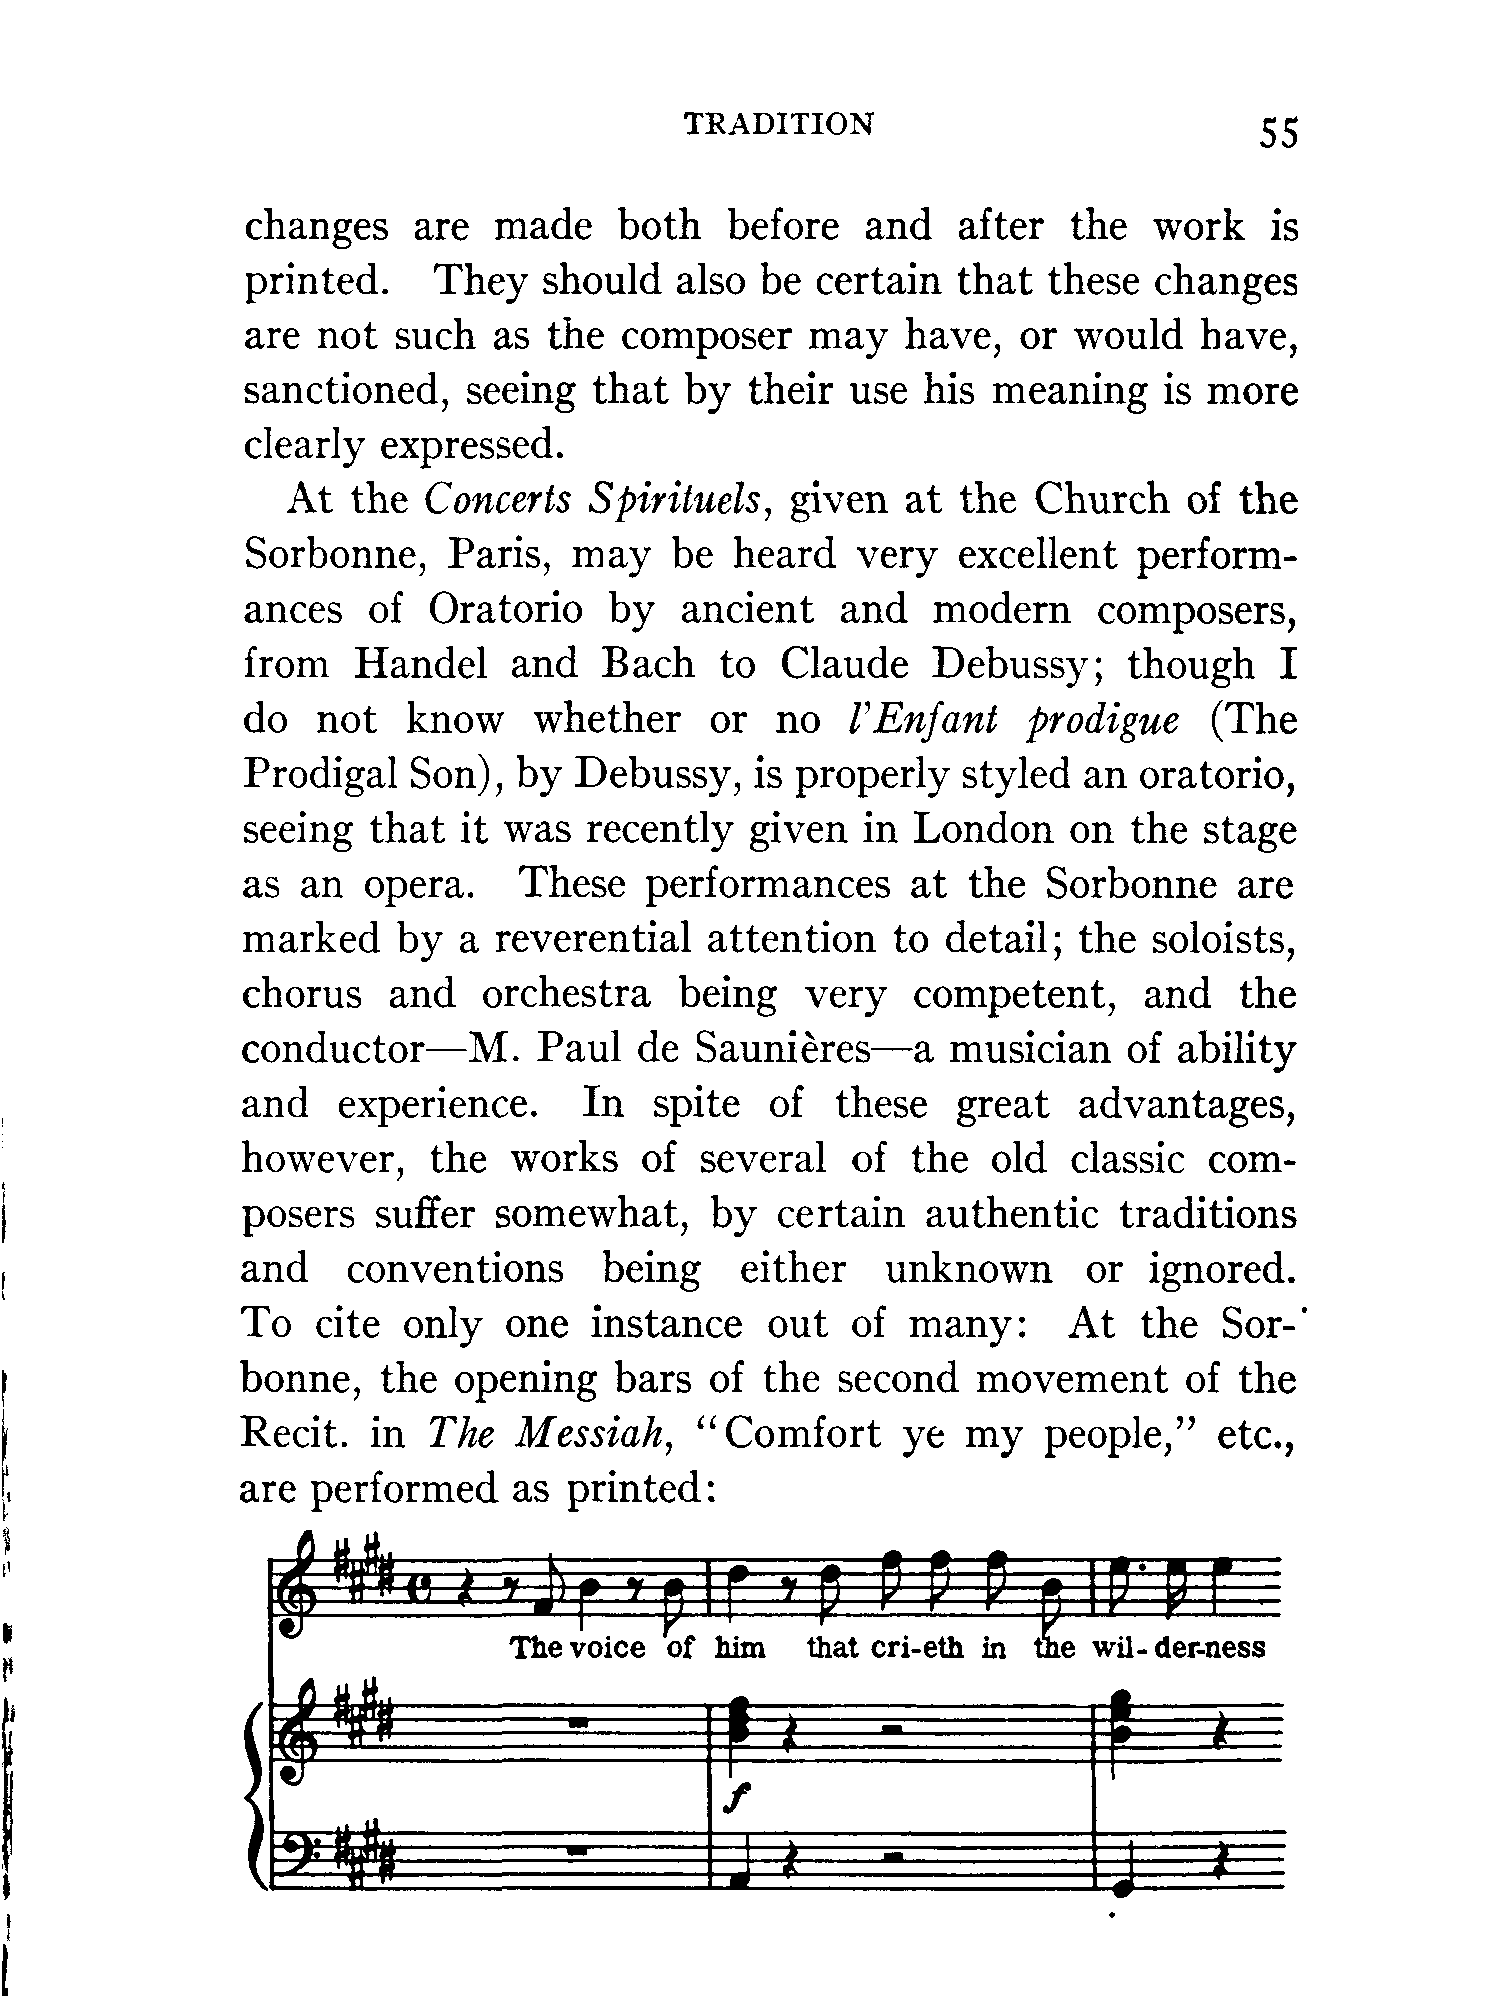 TRADITION 55
changes are made both before and after the work is
printed. They should also be certain that these changes
are not such as the composer may have, or would have,
sanctioned, seeing that by their use his meaning is more
clearly expressed.
At the Concerts Spirituels, given at the Church of the
Sorbonne, Paris, may be heard very excellent perform-
ances of Oratorio by ancient and modern composers,
from Handel and Bach to Claude Debussy; though I
do not know whether or no l'Enfant prodigue (The
Prodigal Son), by Debussy, is properly styled an oratorio,
seeing that it was recently given in London on the stage
as an opera. These performances at the Sorbonne are
marked by a reverential attention to detail; the soloists,
chorus and orchestra being very competent, and the
conductor—M. Paul de Saunières—a musician of ability
and experience. In spite of these great advantages,
however, the works of several of the old classic com-
posers suffer somewhat, by certain authentic traditions
and conventions being either unknown or ignored.
To cite only one instance out of many: At the Sor-
bonne, the opening bars of the second movement of the
Recit. in The Messiah, "Comfort ye my people," etc.,
are performed as printed:
The voice of him that cri-eth in the wil-der-ness
f